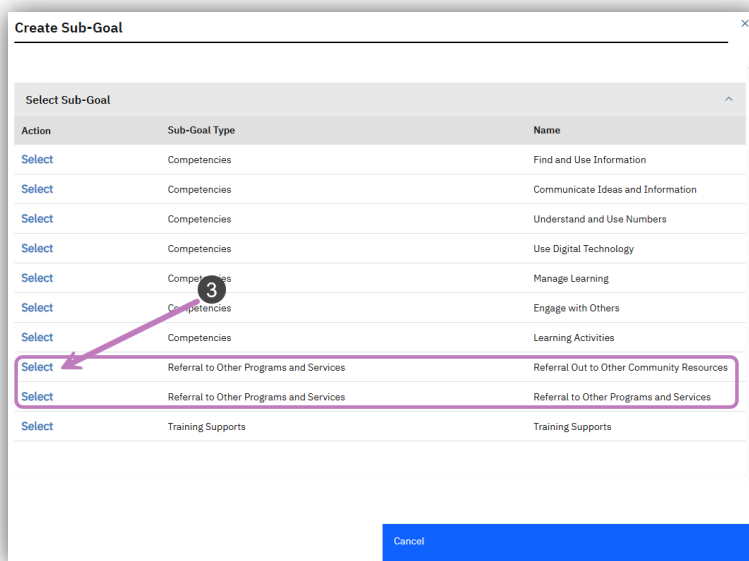 Create Sub-Goal
Select Sub-Goal
Action Sub-Goal Type Name
Select Competencies Find and Use Information
Select Competencies Communicate Ideas and Information
Select Competencies Understand and Use Numbers
Select Competencies Use Digital Technology
Select Competencies Manage Learning
3
Select Competencies Engage with Others
Select Competencies Learning Activities
Select Referral to Other Programs and Services Referral Out to Other Community Resources
Select Referral to Other Programs and Services Referral to Other Programs and Services
Select Training Supports Training Supports
Cancel